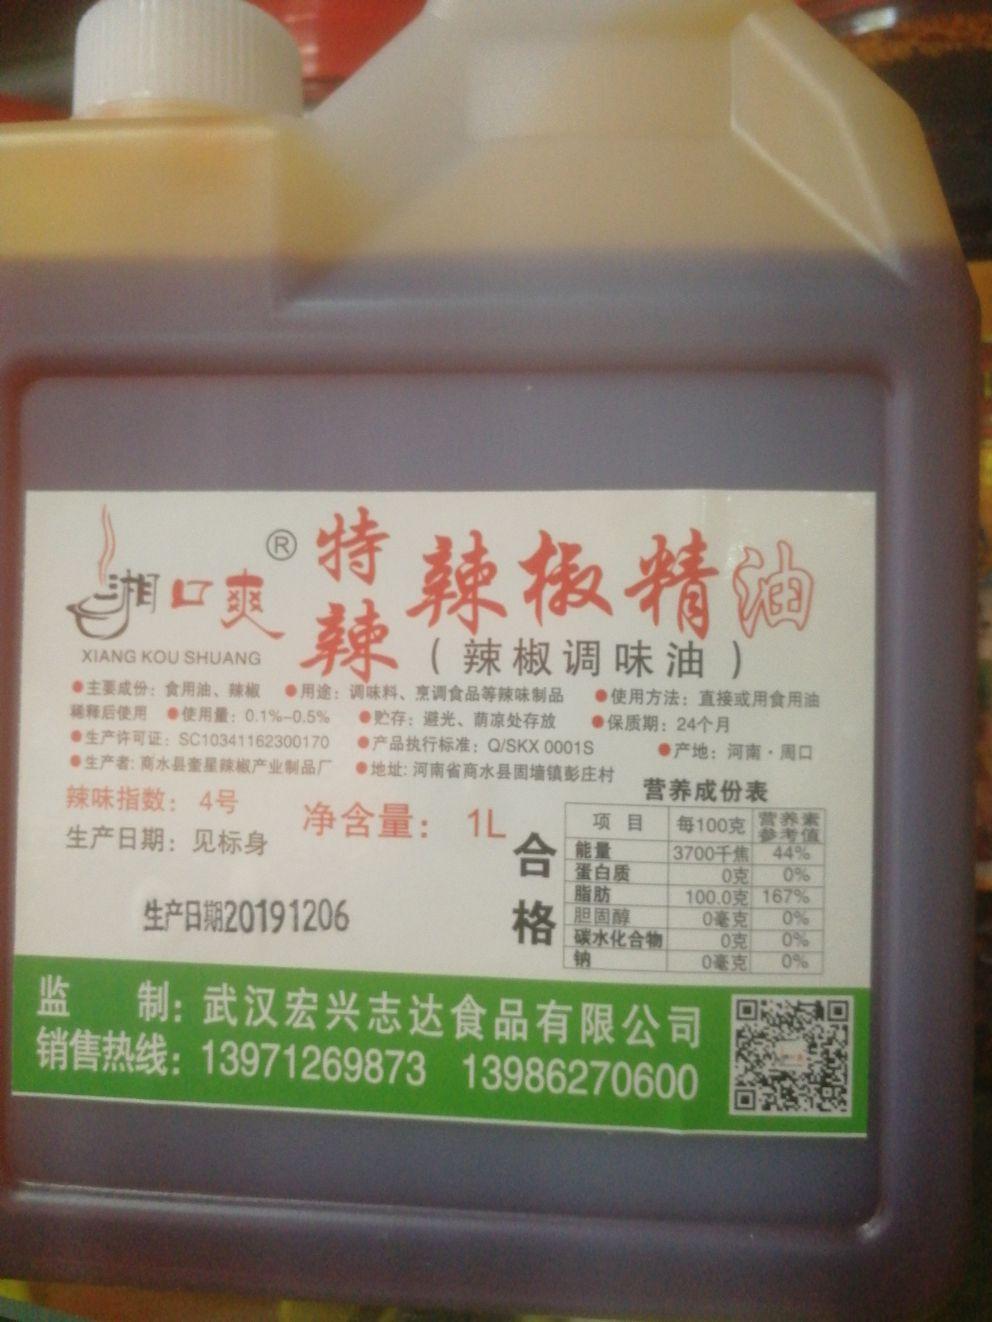 湘口爽®
XIANG KOU SHUANG
特辣 辣椒精油
（辣椒调味油）
●主要成份：食用油、辣椒 ●用途：调味料、烹调食品等辣味制品 ●使用方法：直接或用食用油
稀释后使用 ●使用量：0.1%-0.5% ●贮存：避光、荫凉处存放 ●保质期：24个月
●生产许可证：SC10341162300170 ●产品执行标准：Q/SKX 0001S ●产地：河南·周口
●生产者：商水县奎星辣椒产业制品厂 ●地址：河南省商水县固墙镇彭庄村
辣味指数：4号
净含量：1L
生产日期：见标身
合格
生产日期20191206
营养成份表
项目 每100克 营养素参考值
能量 3700千焦 44%
蛋白质 0克 0%
脂肪 100.0克 167%
胆固醇 0毫克 0%
碳水化合物 0克 0%
钠 0毫克 0%
监 制：武汉宏兴志达食品有限公司
销售热线：13971269873 13986270600